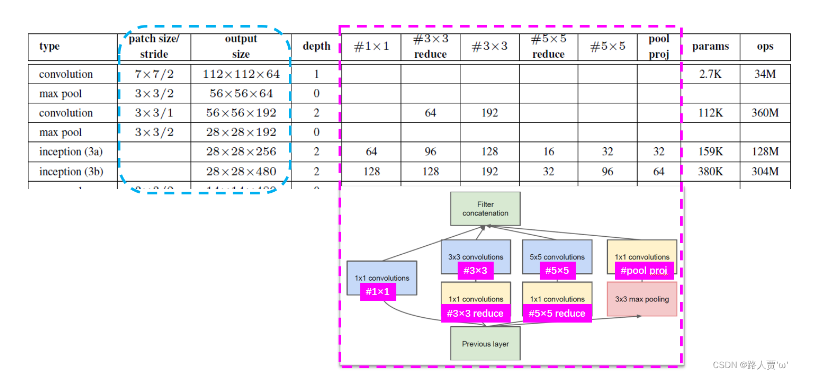 type patch size/ stride output size depth #1×1 #3×3 reduce #3×3 #5×5 reduce #5×5 pool proj params ops
convolution 7×7/2 112×112×64 1 2.7K 34M
max pool 3×3/2 56×56×64 0
convolution 3×3/1 56×56×192 2 64 192 112K 360M
max pool 3×3/2 28×28×192 0
inception (3a) 28×28×256 2 64 96 128 16 32 32 159K 128M
inception (3b) 28×28×480 2 128 128 192 32 96 64 380K 304M
Filter
concatenation
3x3 convolutions 5x5 convolutions 1x1 convolutions
#3×3 #5×5 #pool proj
1x1 convolutions
#1×1
1x1 convolutions 1x1 convolutions 3x3 max pooling
#3×3 reduce #5×5 reduce
Previous layer
CSDN @路人贾'ω'